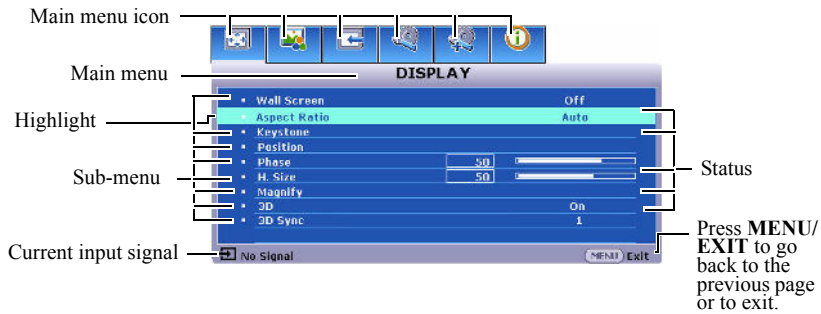 Main menu icon
Main menu
DISPLAY
Highlight
Sub-menu
Wall Screen Off
Aspect Ratio Auto
Keystone
Position
Phase 50
H. Size 50
Magnify
3D On
3D Sync 1
Status
Current input signal
No Signal
MENU Exit
Press MENU/
EXIT to go
back to the
previous page
or to exit.